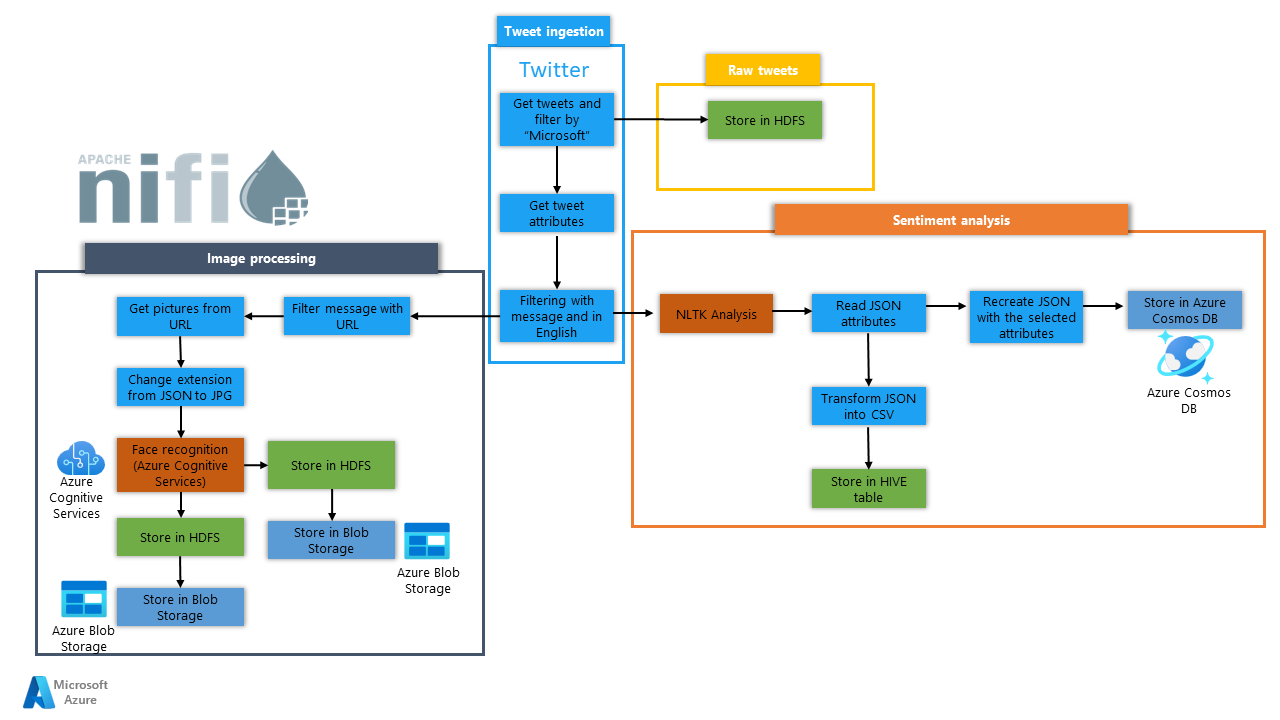 Tweet ingestion
Twitter
Get tweets and
filter by
"Microsoft"
Get tweet
attributes
Filtering with
message and in
English
Raw tweets
Store in HDFS
APACHE
nifi
Image processing
Filter message with
URL
Get pictures from
URL
Change extension
from JSON to JPG
Face recognition
(Azure Cognitive
Services)
Azure
Cognitive
Services
Store in HDFS
Store in Blob
Storage
Azure Blob
Storage
Store in HDFS
Store in Blob
Storage
Azure Blob
Storage
Sentiment analysis
NLTK Analysis
Read JSON
attributes
Recreate JSON
with the selected
attributes
Store in Azure
Cosmos DB
Azure Cosmos
DB
Transform JSON
into CSV
Store in HIVE
table
Microsoft
Azure